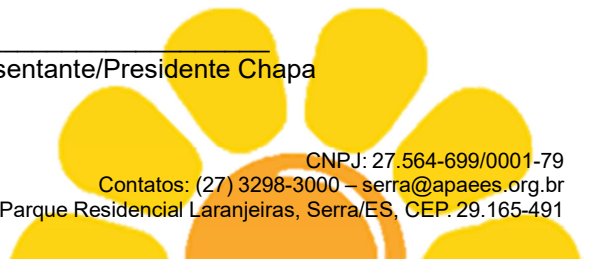 sentante/Presidente Chapa
CNPJ: 27.564-699/0001-79
Contatos: (27) 3298-3000 – serra@apaees.org.br
Parque Residencial Laranjeiras, Serra/ES, CEP 29.165-491